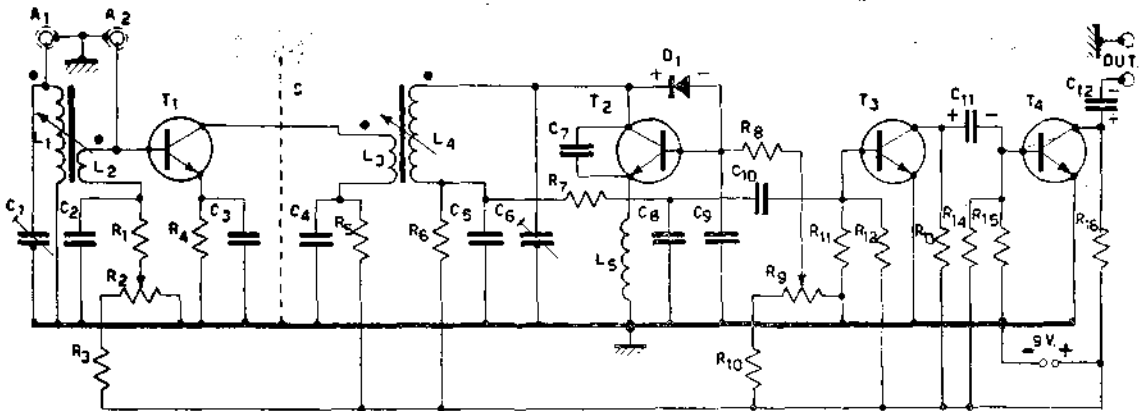 A1 A2
OUT.
D1
+ -
C12
-
+
T1
S
T2
C11
+ -
T3
T4
C7
R8
L1
L2
L3
L4
R7
C10
C1
C2
C3
C4
C5
C6
C8
C9
R1
R4
R5
R6
L5
R11
R12
R13
R14
R15
R16
R2
R9
R3
R10
- 9V. +